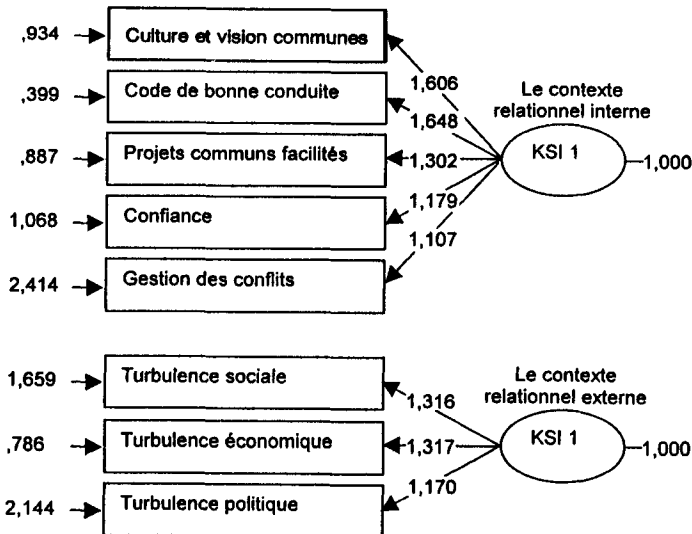 ,934
Culture et vision communes
1,606
,399
Code de bonne conduite
1,648
Le contexte
relationnel interne
,887
Projets communs facilités
1,302
KSI 1
1,000
1,068
Confiance
1,179
2,414
Gestion des conflits
1,107
1,659
Turbulence sociale
1,316
Le contexte
relationnel externe
,786
Turbulence économique
1,317
KSI 1
1,000
2,144
Turbulence politique
1,170